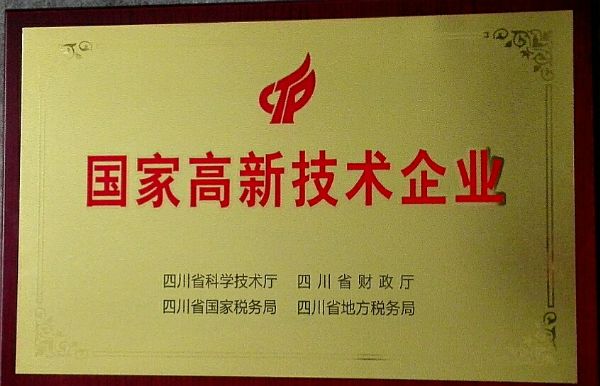 国家高新技术企业
四川省科学技术厅 四川省财政厅
四川省国家税务局 四川省地方税务局